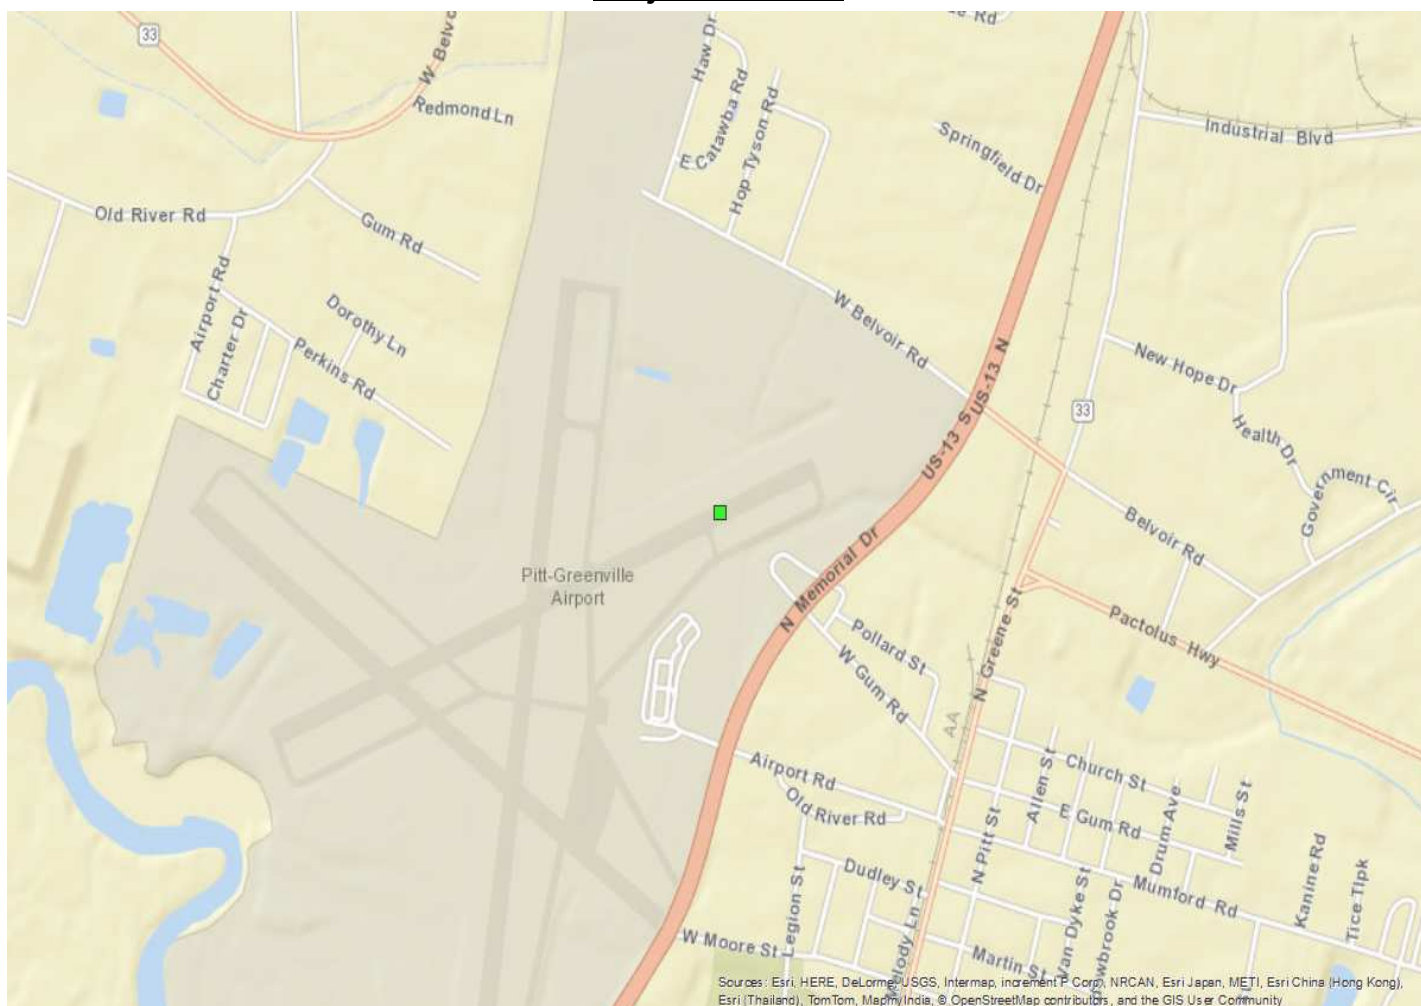 33
W Belvo
Redmond Ln
Haw Dr
E Catawba Rd
Hop Tyson Rd
Rd
Springfield Dr
Industrial Blvd
Old River Rd
Gum Rd
Airport Rd
Charter Dr
Dorothy Ln
Perkins Rd
W Belvoir Rd
US-13 N
US-13 S
New Hope Dr
33
Health Dr
Government Cir
Belvoir Rd
Pitt-Greenville
Airport
N Memorial Dr
Pollard St
W Gum Rd
N Greene St
Pactolus Hwy
AA
Airport Rd
Old River Rd
Church St
Allen St
E Gum Rd
N Pitt St
Drum Ave
Mills St
Dudley St
Legion St
Mumford Rd
Kanine Rd
Tice Tlpk
Van Dyke St
wbrook Dr
W Moore St
Melody Ln
Martin St
Sources: Esri, HERE, DeLorme, USGS, Intermap, increment P Corp., NRCAN, Esri Japan, METI, Esri China (Hong Kong),
Esri (Thailand), TomTom, MapmyIndia, © OpenStreetMap contributors, and the GIS User Community